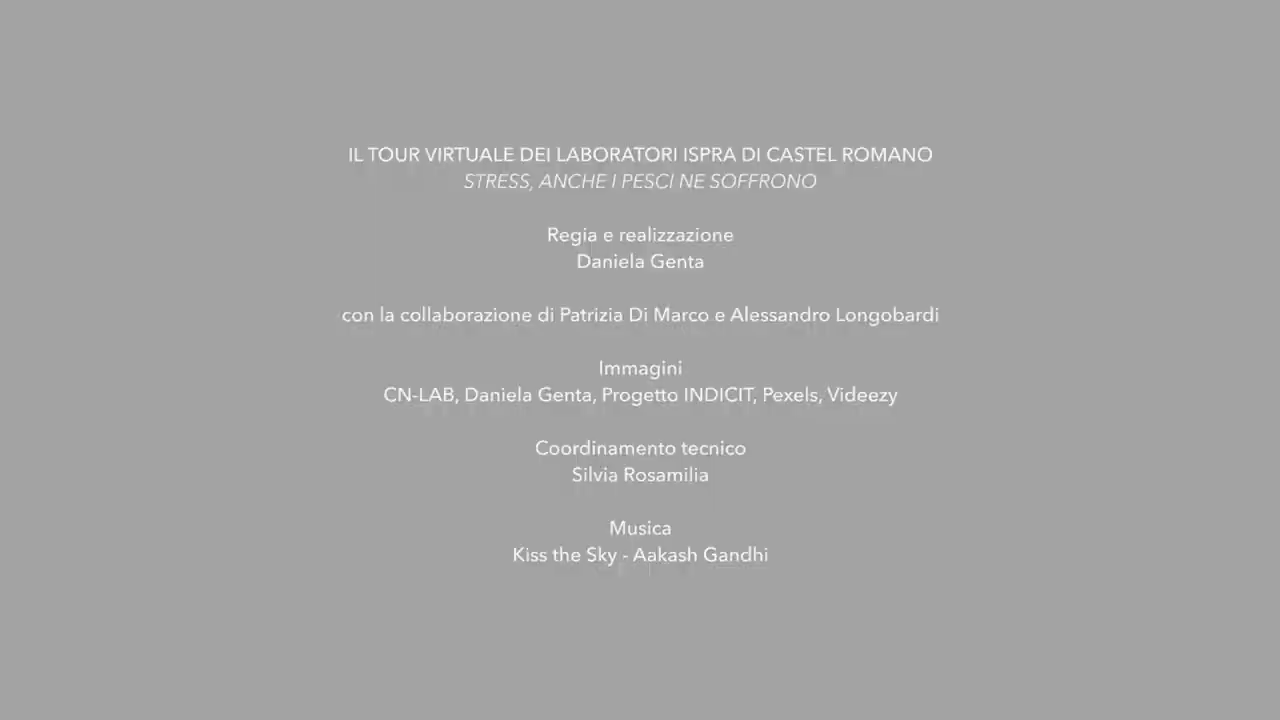 IL TOUR VIRTUALE DEI LABORATORI ISPRA DI CASTEL ROMANO
STRESS, ANCHE I PESCI NE SOFFRONO
Regia e realizzazione
Daniela Genta
con la collaborazione di Patrizia Di Marco e Alessandro Longobardi
Immagini
CN-LAB, Daniela Genta, Progetto INDICIT, Pexels, Videezy
Coordinamento tecnico
Silvia Rosamilia
Musica
Kiss the Sky - Aakash Gandhi